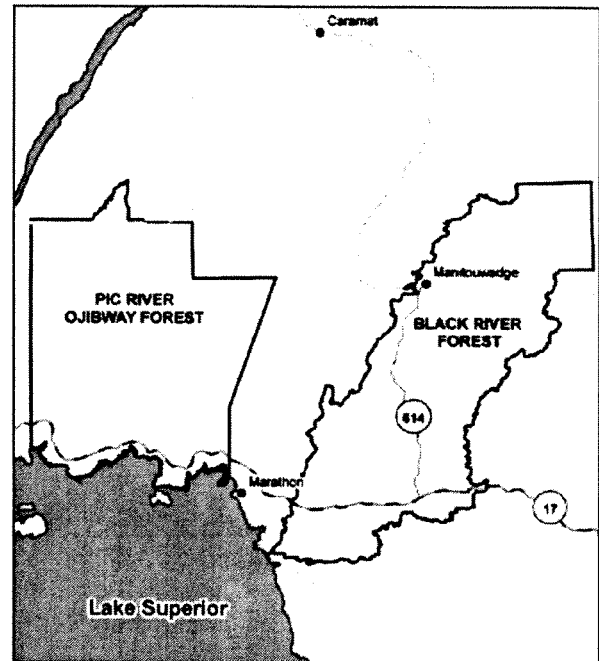 Caramat
Manitouwadge
PIC RIVER
OJIBWAY FOREST
BLACK RIVER
FOREST
614
Marathon
17
Lake Superior